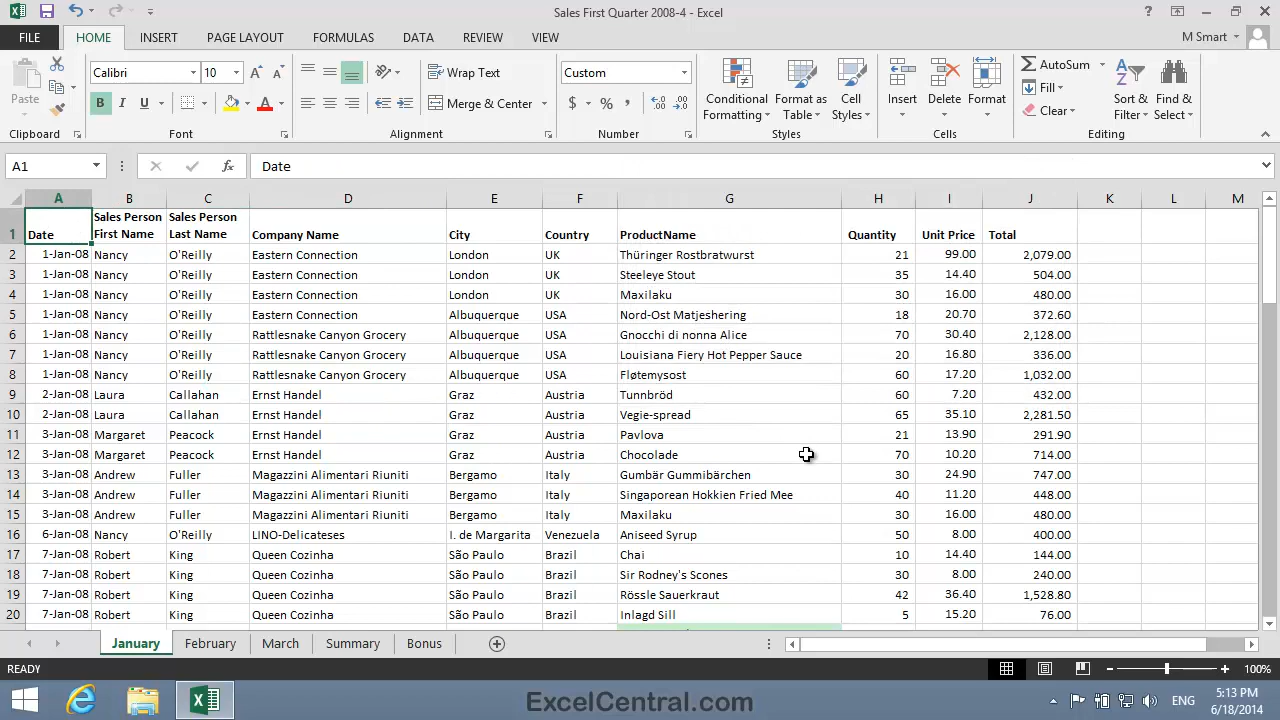 Sales First Quarter 2008-4 - Excel
FILE HOME INSERT PAGE LAYOUT FORMULAS DATA REVIEW VIEW M Smart
Paste Calibri 10 Wrap Text Custom Conditional Formatting Format as Table Cell Styles Insert Delete Format AutoSum Fill Clear Sort & Filter Find & Select
B I U A Merge & Center $ % ,
Clipboard Font Alignment Number Styles Cells Editing
A1 fx Date
A B C D E F G H I J K L M
1 Date Sales Person First Name Sales Person Last Name Company Name City Country ProductName Quantity Unit Price Total
2 1-Jan-08 Nancy O'Reilly Eastern Connection London UK Thüringer Rostbratwurst 21 99.00 2,079.00
3 1-Jan-08 Nancy O'Reilly Eastern Connection London UK Steeleye Stout 35 14.40 504.00
4 1-Jan-08 Nancy O'Reilly Eastern Connection London UK Maxilaku 30 16.00 480.00
5 1-Jan-08 Nancy O'Reilly Eastern Connection Albuquerque USA Nord-Ost Matjeshering 18 20.70 372.60
6 1-Jan-08 Nancy O'Reilly Rattlesnake Canyon Grocery Albuquerque USA Gnocchi di nonna Alice 70 30.40 2,128.00
7 1-Jan-08 Nancy O'Reilly Rattlesnake Canyon Grocery Albuquerque USA Louisiana Fiery Hot Pepper Sauce 20 16.80 336.00
8 1-Jan-08 Nancy O'Reilly Rattlesnake Canyon Grocery Albuquerque USA Fløtemysost 60 17.20 1,032.00
9 2-Jan-08 Laura Callahan Ernst Handel Graz Austria Tunnbröd 60 7.20 432.00
10 2-Jan-08 Laura Callahan Ernst Handel Graz Austria Vegie-spread 65 35.10 2,281.50
11 3-Jan-08 Margaret Peacock Ernst Handel Graz Austria Pavlova 21 13.90 291.90
12 3-Jan-08 Margaret Peacock Ernst Handel Graz Austria Chocolade 70 10.20 714.00
13 3-Jan-08 Andrew Fuller Magazzini Alimentari Riuniti Bergamo Italy Gumbär Gummibärchen 30 24.90 747.00
14 3-Jan-08 Andrew Fuller Magazzini Alimentari Riuniti Bergamo Italy Singaporean Hokkien Fried Mee 40 11.20 448.00
15 3-Jan-08 Andrew Fuller Magazzini Alimentari Riuniti Bergamo Italy Maxilaku 30 16.00 480.00
16 6-Jan-08 Nancy O'Reilly LINO-Delicateses I. de Margarita Venezuela Aniseed Syrup 50 8.00 400.00
17 7-Jan-08 Robert King Queen Cozinha São Paulo Brazil Chai 10 14.40 144.00
18 7-Jan-08 Robert King Queen Cozinha São Paulo Brazil Sir Rodney's Scones 30 8.00 240.00
19 7-Jan-08 Robert King Queen Cozinha São Paulo Brazil Rössle Sauerkraut 42 36.40 1,528.80
20 7-Jan-08 Robert King Queen Cozinha São Paulo Brazil Inlagd Sill 5 15.20 76.00
January February March Summary Bonus
READY 100%
ExcelCentral.com ENG 5:13 PM
6/18/2014